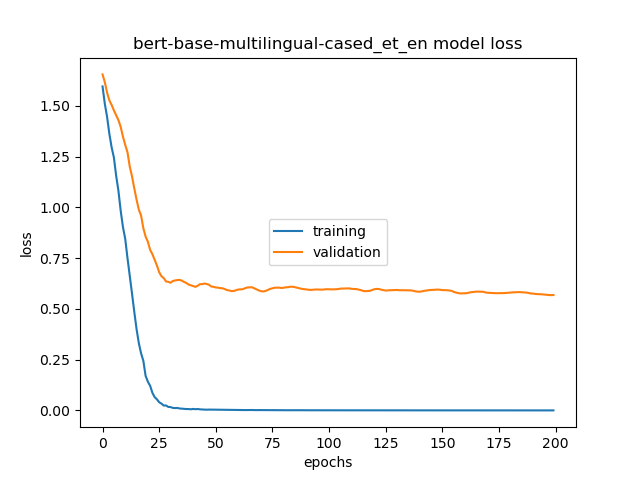 bert-base-multilingual-cased_et_en model loss
loss
1.50
1.25
1.00
0.75
0.50
0.25
0.00
training
validation
0 25 50 75 100 125 150 175 200
epochs